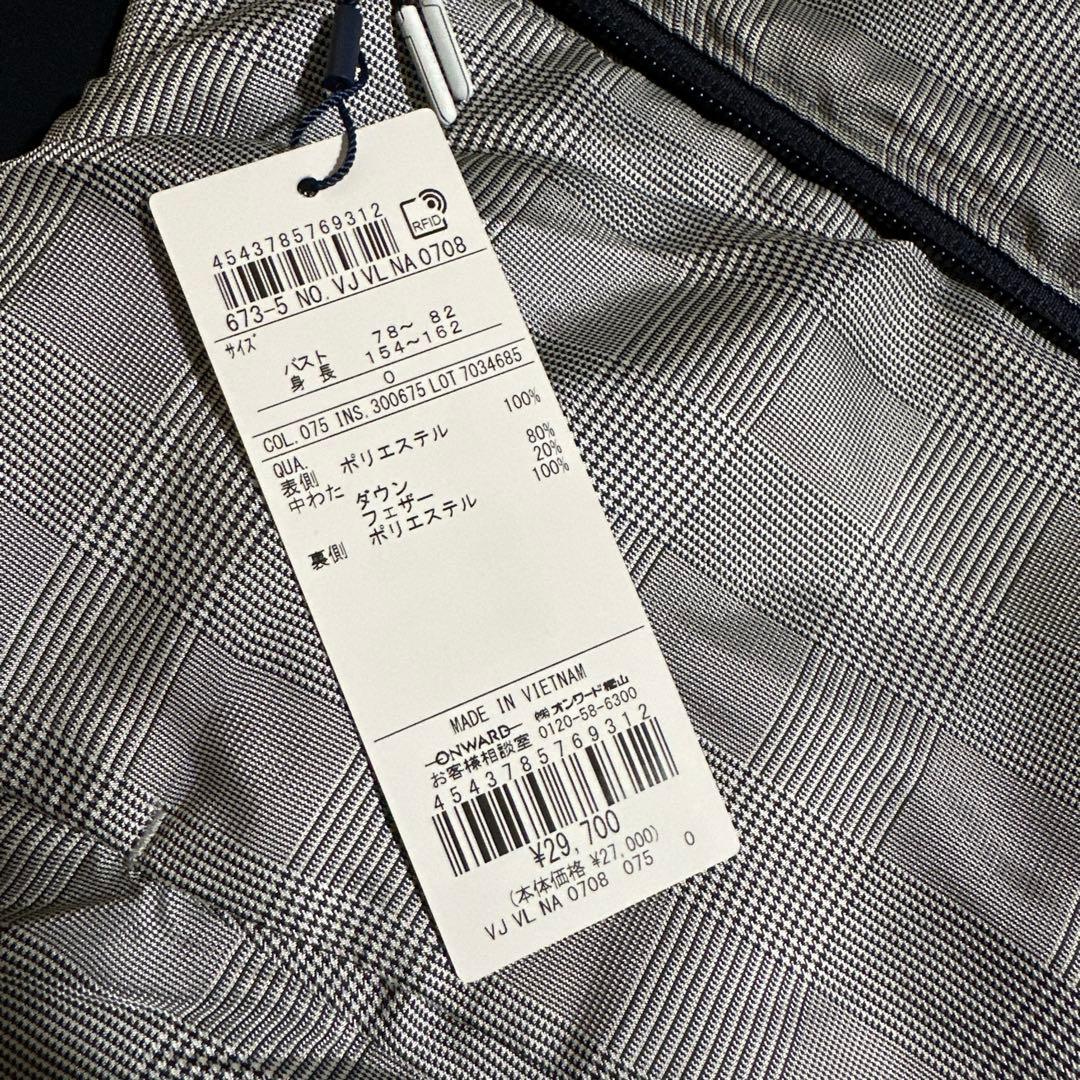 4543785769312
RFID
673-5 NO. VJ VL NA 0708
サイズ
バスト 78～ 82
身 長 154～162
0
COL. 075 INS. 300675 LOT 7034685
QUA.
表側 ポリエステル 100%
中わた ダウン 80%
フェザー 20%
裏側 ポリエステル 100%
MADE IN VIETNAM
ONWARD ㈱オンワード樫山
お客様相談室 0120-58-6300
4543785769312
¥29,700
(本体価格 ¥27,000)
VJ VL NA 0708 075 0